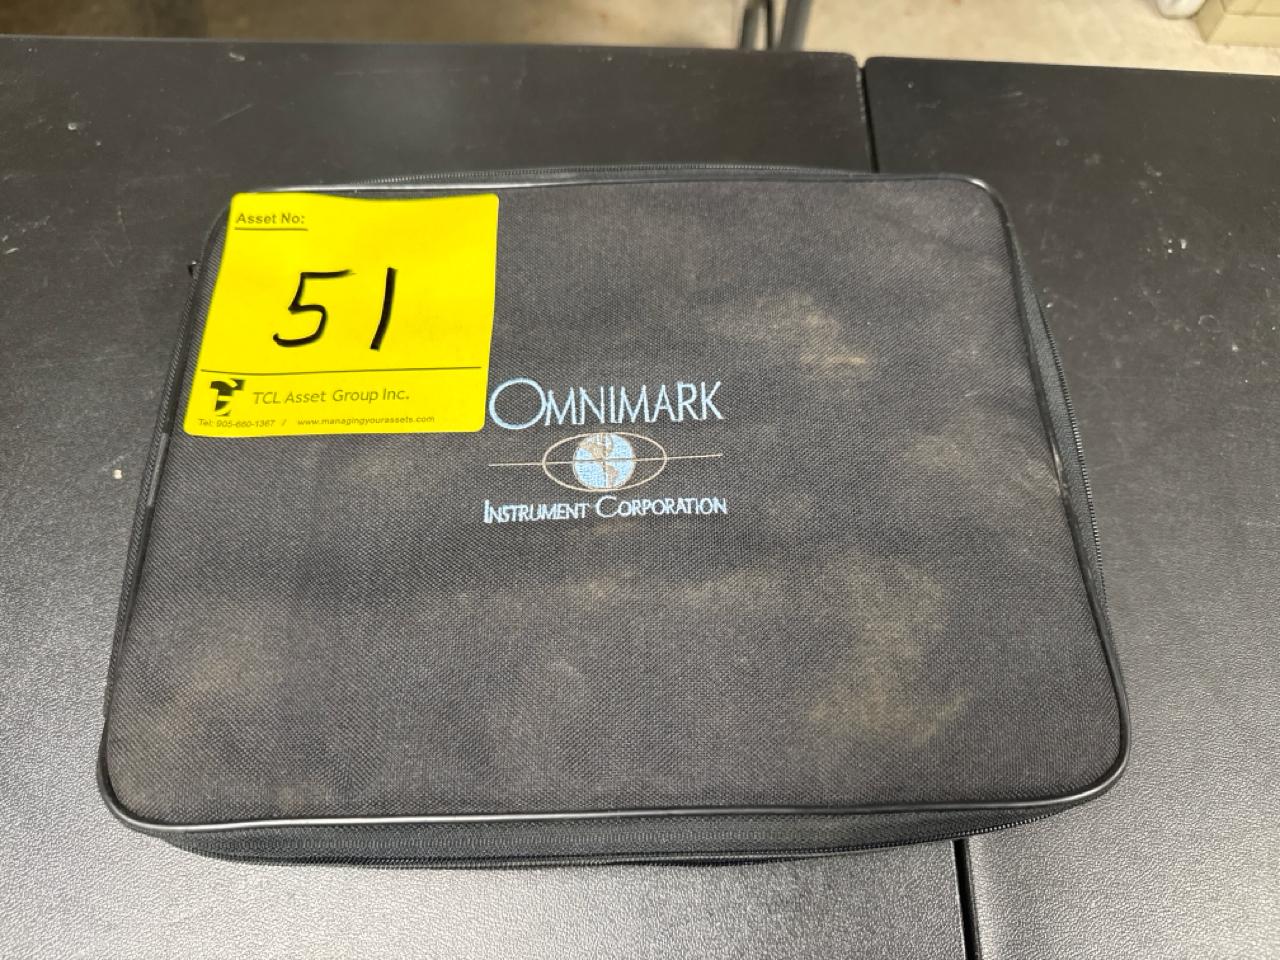 Asset No:
51
TCL Asset Group Inc.
Tel: 905-660-1367 // www.managingyourassets.com
OMNIMARK
INSTRUMENT CORPORATION